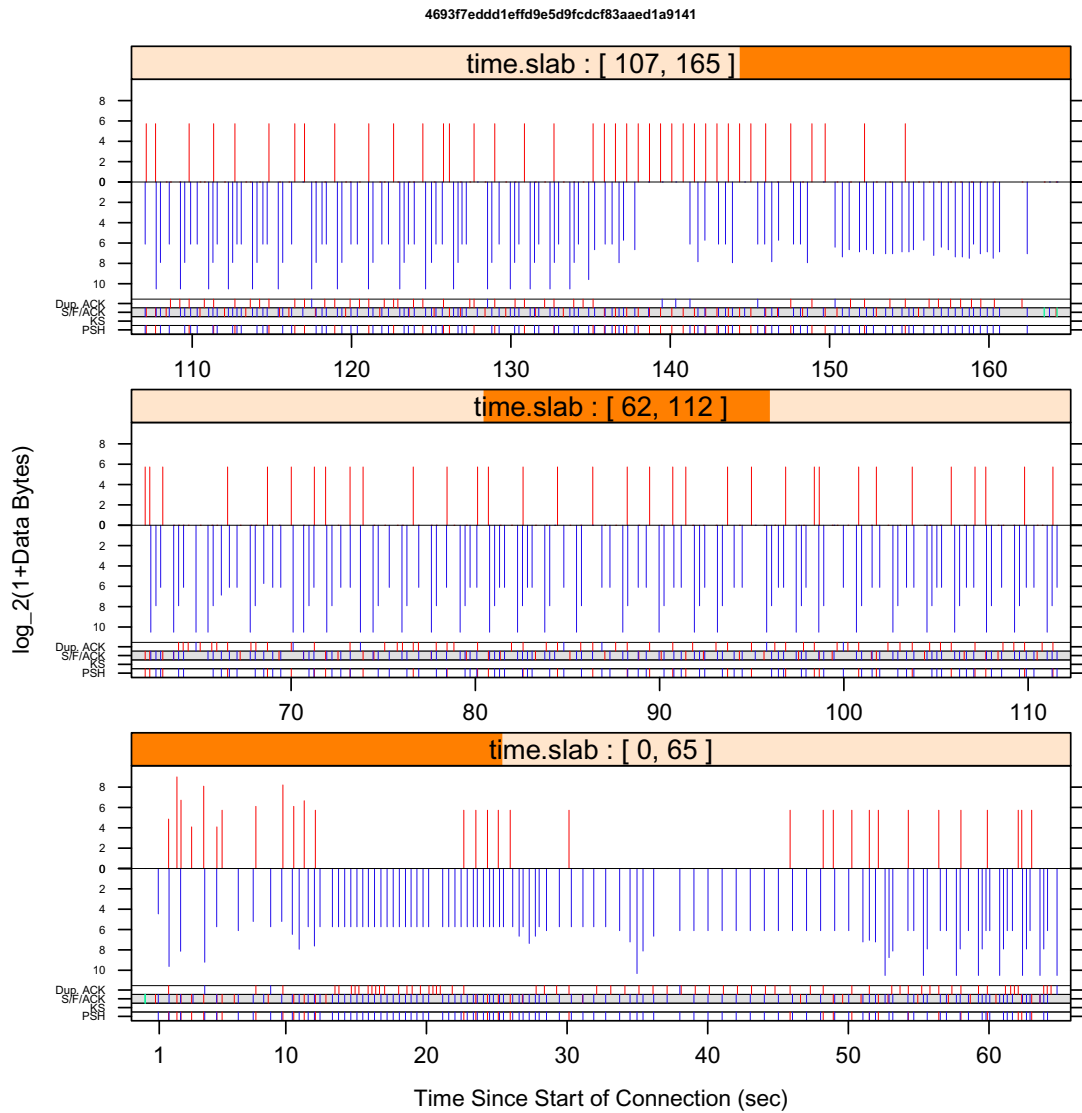 4693f7eddd1effd9e5d9fcdcf83aaed1a9141
time.slab : [ 107, 165 ]
8
6
4
2
0
0
2
4
6
8
10
Dup. ACK
S/F/ACK
KS
PSH
110 120 130 140 150 160
time.slab : [ 62, 112 ]
8
6
4
2
0
0
2
4
6
8
10
Dup. ACK
S/F/ACK
KS
PSH
70 80 90 100 110
log_2(1+Data Bytes)
time.slab : [ 0, 65 ]
8
6
4
2
0
0
2
4
6
8
10
Dup. ACK
S/F/ACK
KS
PSH
1 10 20 30 40 50 60
Time Since Start of Connection (sec)